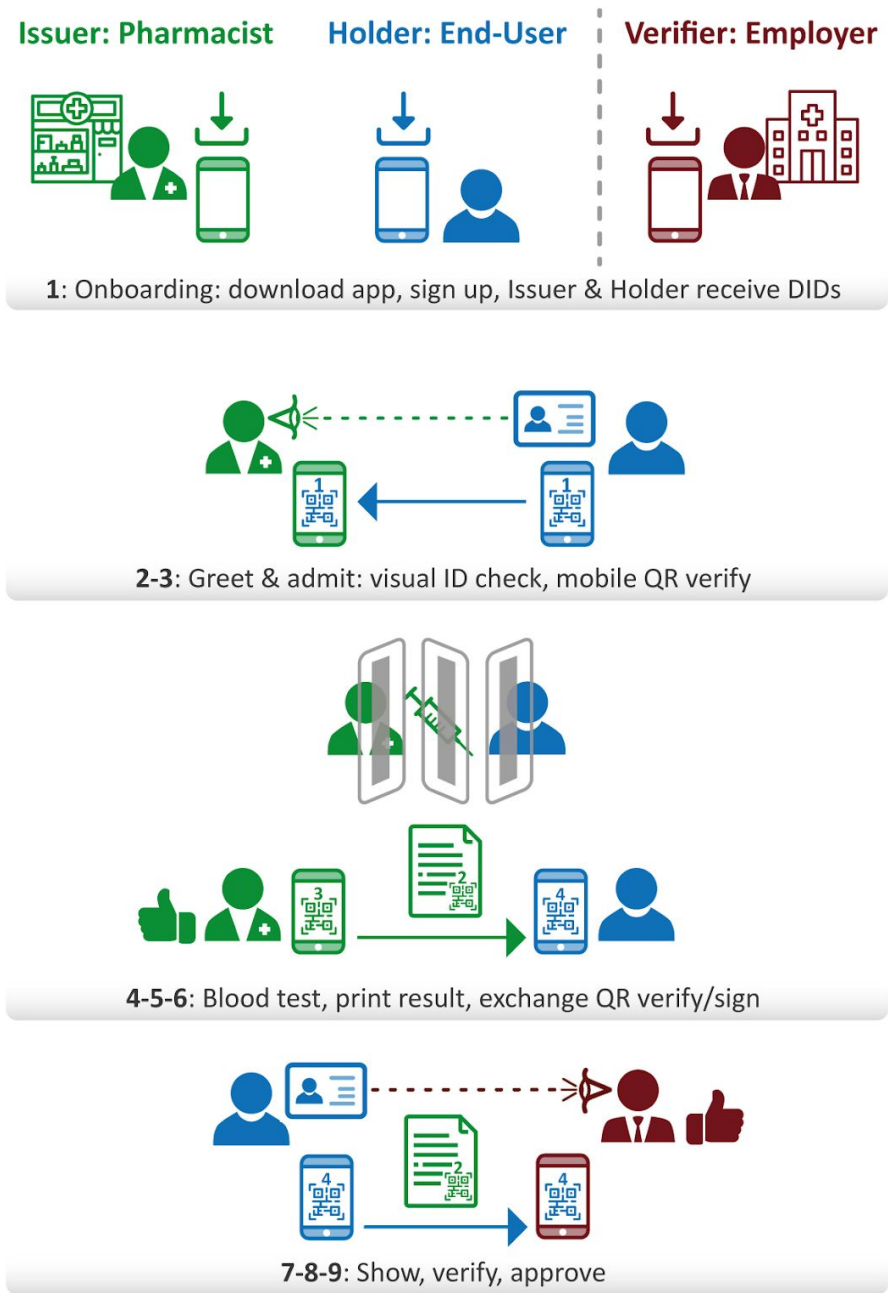 Issuer: Pharmacist
Holder: End-User
Verifier: Employer
1: Onboarding: download app, sign up, Issuer & Holder receive DIDs
1
1
2-3: Greet & admit: visual ID check, mobile QR verify
3
2
4
4-5-6: Blood test, print result, exchange QR verify/sign
4
2
4
7-8-9: Show, verify, approve